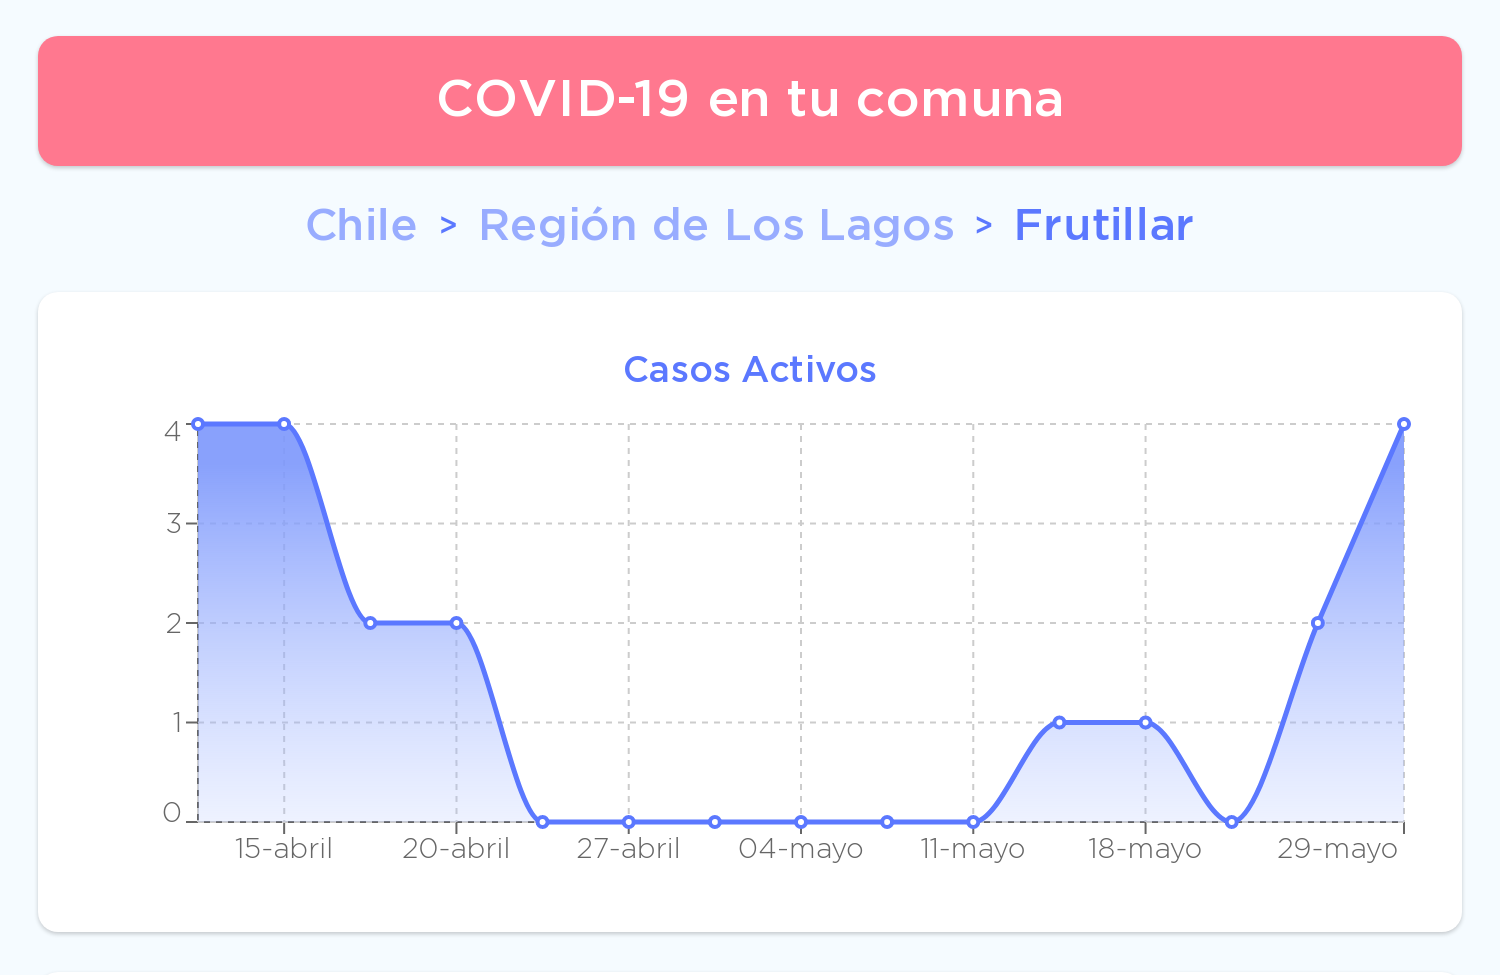 COVID-19 en tu comuna
Chile > Región de Los Lagos > Frutillar
Casos Activos
4
3
2
1
0
15-abril 20-abril 27-abril 04-mayo 11-mayo 18-mayo 29-mayo